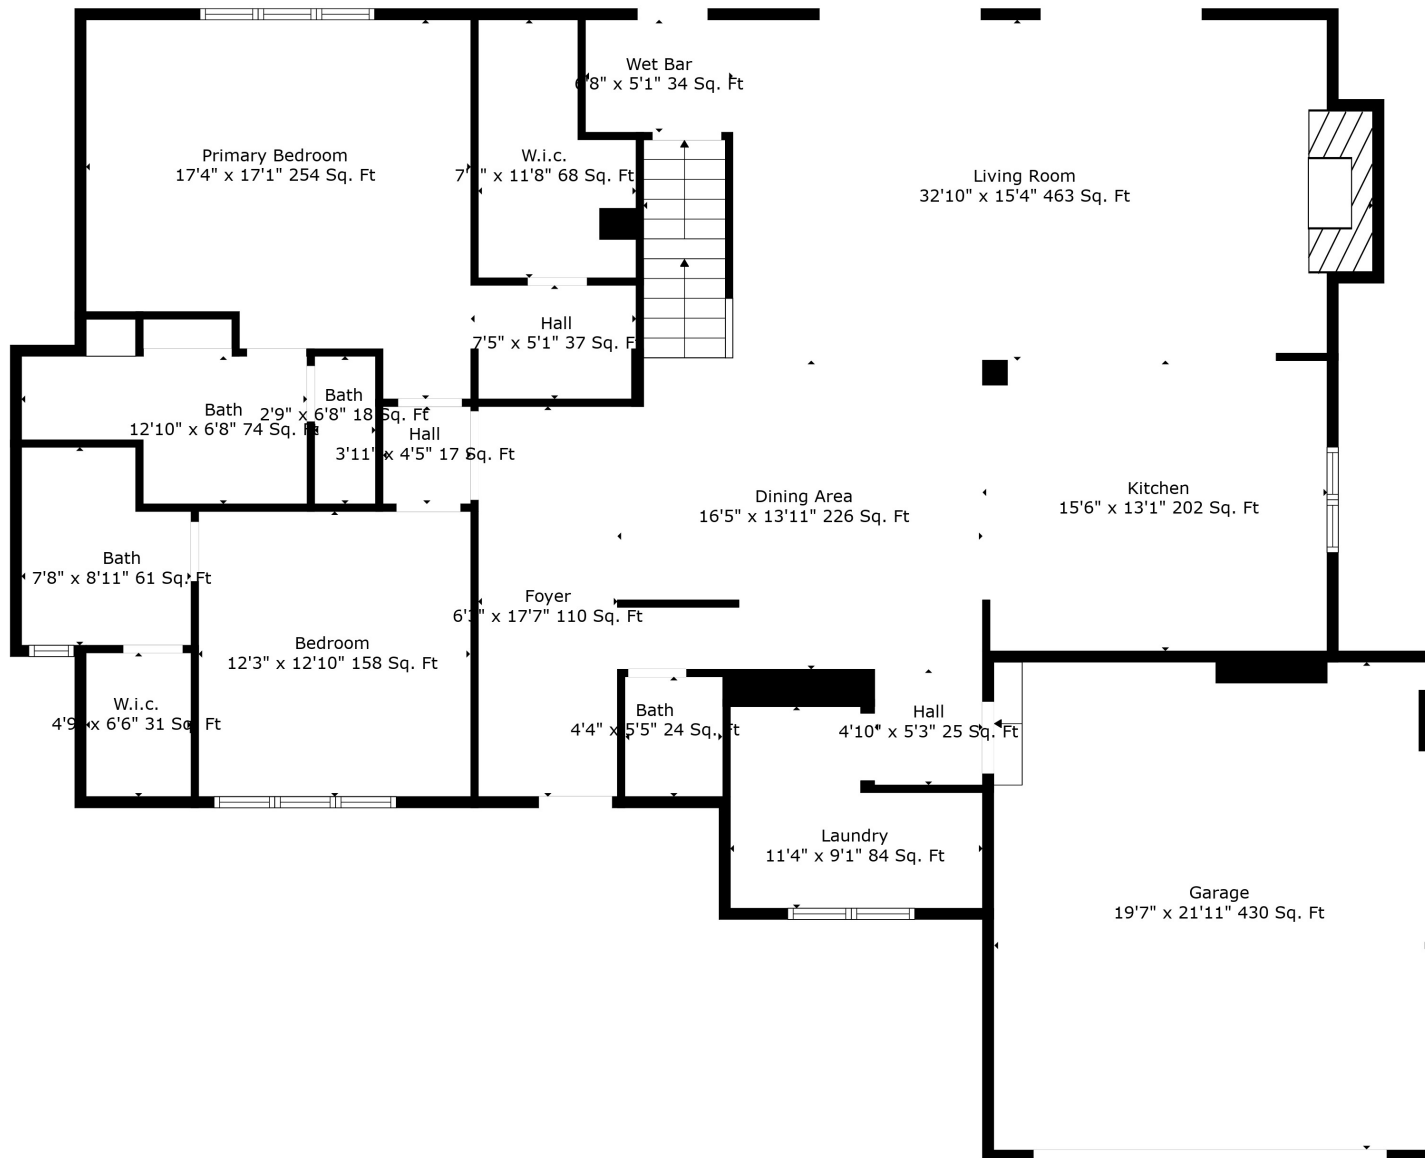 Wet Bar
6'8" x 5'1" 34 Sq. Ft
Primary Bedroom
17'4" x 17'1" 254 Sq. Ft
W.i.c.
x 11'8" 68 Sq. Ft
Living Room
32'10" x 15'4" 463 Sq. Ft
Hall
7'5" x 5'1" 37 Sq. Ft
Bath
12'10" x 6'8" 74 Sq. Ft
Bath
2'9" x 6'8" 18 Sq. Ft
Hall
3'11" x 4'5" 17 Sq. Ft
Dining Area
16'5" x 13'11" 226 Sq. Ft
Kitchen
15'6" x 13'1" 202 Sq. Ft
Bath
7'8" x 8'11" 61 Sq. Ft
Foyer
x 17'7" 110 Sq. Ft
Bedroom
12'3" x 12'10" 158 Sq. Ft
W.i.c.
4'9" x 6'6" 31 Sq. Ft
Bath
4'4" x 5'5" 24 Sq. Ft
Hall
4'10" x 5'3" 25 Sq. Ft
Laundry
11'4" x 9'1" 84 Sq. Ft
Garage
19'7" x 21'11" 430 Sq. Ft